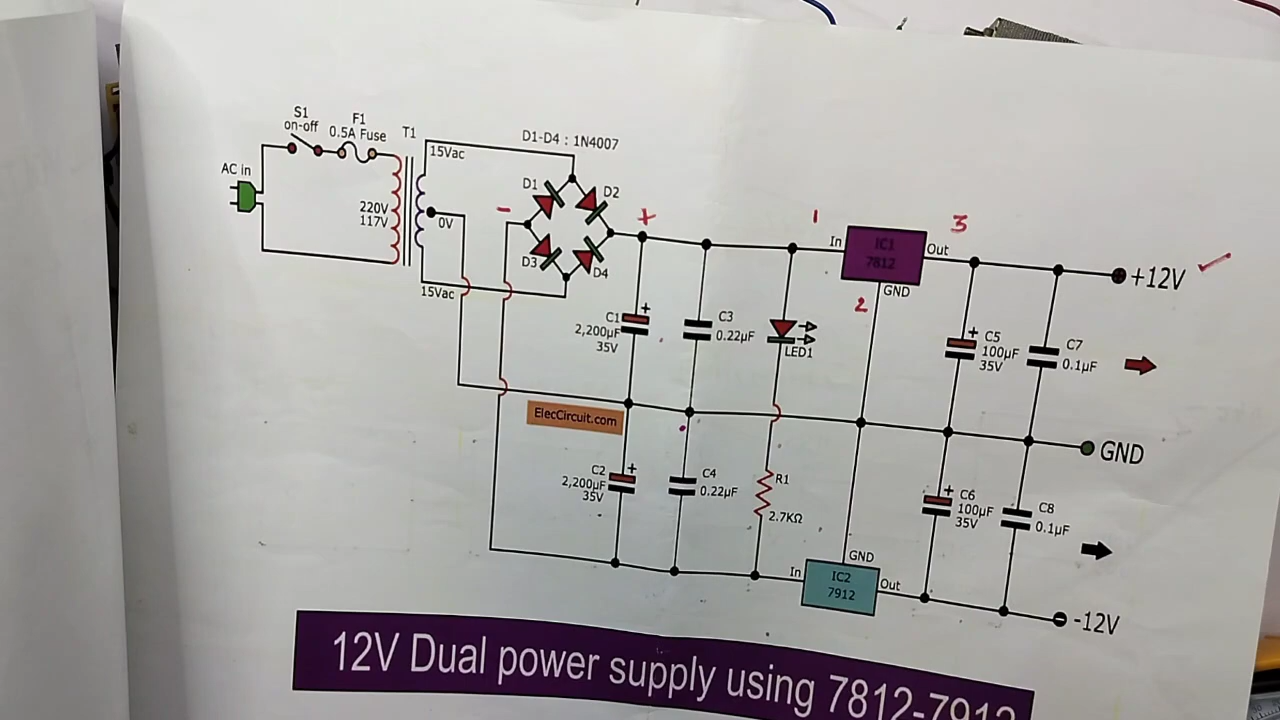 S1
on-off
F1
0.5A Fuse
T1
AC in
220V
117V
15Vac
0V
15Vac
D1-D4 : 1N4007
D1
D2
D3
D4
-
+
1
In
IC1
7812
Out
3
GND
2
+12V
C1
2,200µF
35V
+
C3
0.22µF
LED1
+
C5
100µF
35V
C7
0.1µF
ElecCircuit.com
GND
C2
2,200µF
35V
+
C4
0.22µF
R1
2.7KΩ
+
C6
100µF
35V
C8
0.1µF
In
GND
IC2
7912
Out
-12V
12V Dual power supply using 7812-7912